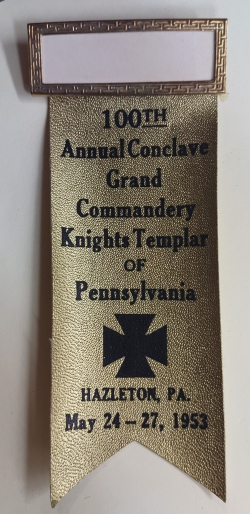 100TH
Annual Conclave
Grand
Commandery
Knights Templar
OF
Pennsylvania
HAZLETON, PA.
May 24 – 27, 1953